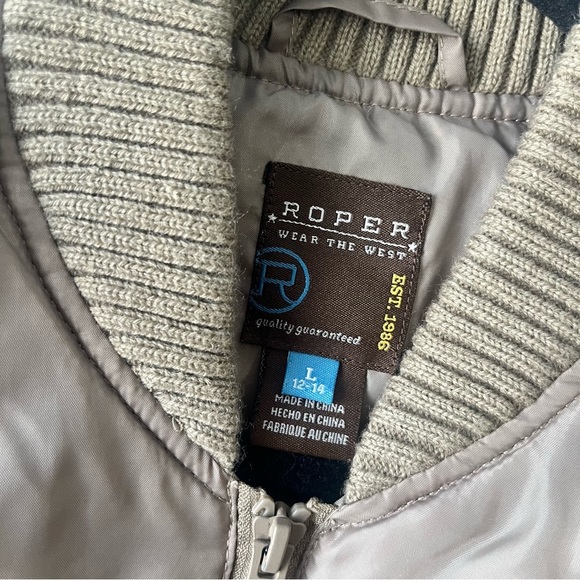 ROPER
WEAR THE WEST
R
EST. 1986
quality guaranteed
L
12-14
MADE IN CHINA
HECHO EN CHINA
FABRIQUE AU CHINE